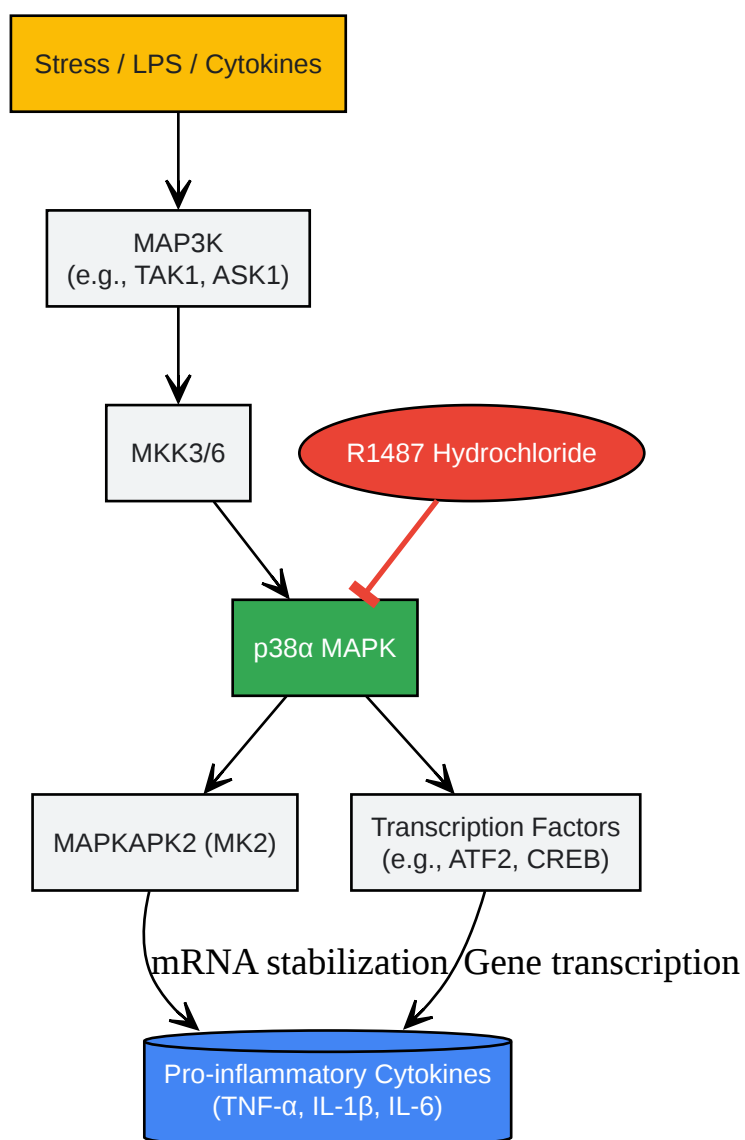 Stress / LPS / Cytokines
MAP3K
(e.g., TAK1, ASK1)
MKK3/6
R1487 Hydrochloride
p38α MAPK
MAPKAPK2 (MK2)
Transcription Factors
(e.g., ATF2, CREB)
mRNA stabilization
Gene transcription
Pro-inflammatory Cytokines
(TNF-α, IL-1β, IL-6)